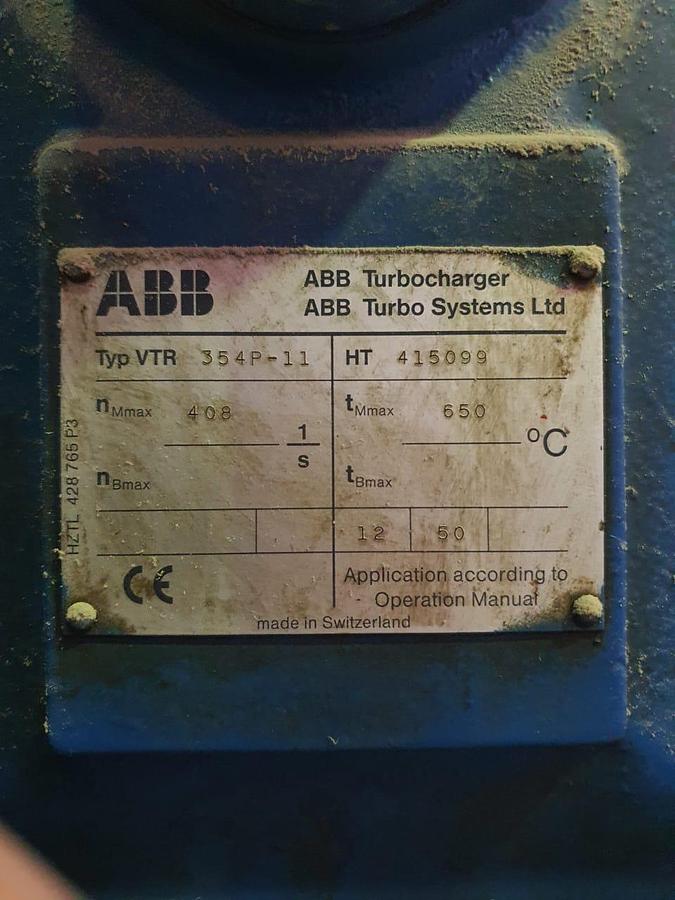 ABB
ABB Turbocharger
ABB Turbo Systems Ltd
Typ VTR 354P-11
HT 415099
nMmax 408
1
s
nBmax
tMmax 650
°C
tBmax
12 50
CE
Application according to
Operation Manual
made in Switzerland
HZTL 428 765 P3